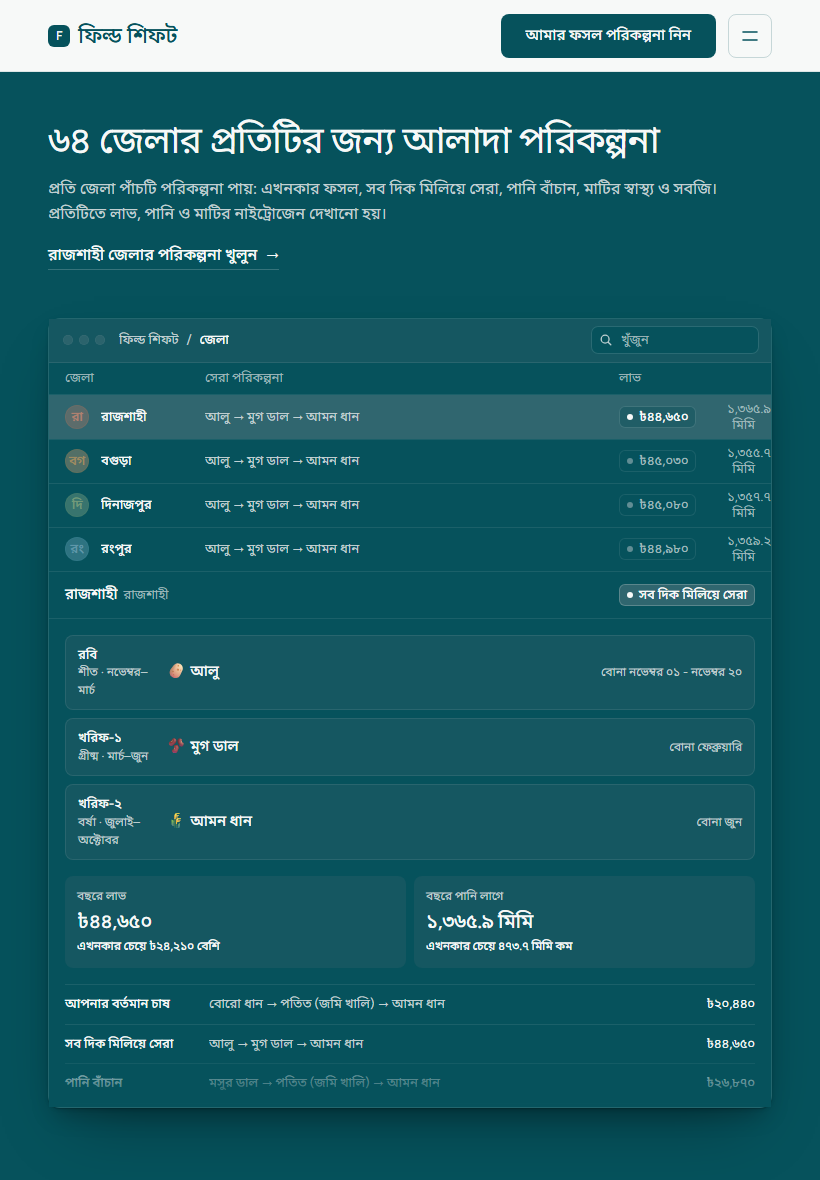 F ফিল্ড শিফট
আমার ফসল পরিকল্পনা নিন
৬৪ জেলার প্রতিটির জন্য আলাদা পরিকল্পনা
প্রতি জেলা পাঁচটি পরিকল্পনা পায়: এখনকার ফসল, সব দিক মিলিয়ে সেরা, পানি বাঁচান, মাটির স্বাস্থ্য ও সবজি।
প্রতিটিতে লাভ, পানি ও মাটির নাইট্রোজেন দেখানো হয়।
রাজশাহী জেলার পরিকল্পনা খুলুন →
ফিল্ড শিফট / জেলা
খুঁজুন
জেলা সেরা পরিকল্পনা লাভ
রা রাজশাহী আলু → মুগ ডাল → আমন ধান ৳৪৪,৬৫০ ১,৩৬৫.৯ মিমি
বগ বগুড়া আলু → মুগ ডাল → আমন ধান ৳৪৫,০৩০ ১,৩৫৫.৭ মিমি
দি দিনাজপুর আলু → মুগ ডাল → আমন ধান ৳৪৫,০৮০ ১,৩৫৭.৭ মিমি
রং রংপুর আলু → মুগ ডাল → আমন ধান ৳৪৪,৯৮০ ১,৩৫৯.২ মিমি
রাজশাহী রাজশাহী সব দিক মিলিয়ে সেরা
রবি
শীত · নভেম্বর–
মার্চ
আলু
বোনা নভেম্বর ০১ - নভেম্বর ২০
খরিফ-১
গ্রীষ্ম · মার্চ–জুন
মুগ ডাল
বোনা ফেব্রুয়ারি
খরিফ-২
বর্ষা · জুলাই–
অক্টোবর
আমন ধান
বোনা জুন
বছরে লাভ
৳৪৪,৬৫০
এখনকার চেয়ে ৳২৪,২১০ বেশি
বছরে পানি লাগে
১,৩৬৫.৯ মিমি
এখনকার চেয়ে ৪৭৩.৭ মিমি কম
আপনার বর্তমান চাষ বোরো ধান → পতিত (জমি খালি) → আমন ধান ৳২০,৪৪০
সব দিক মিলিয়ে সেরা আলু → মুগ ডাল → আমন ধান ৳৪৪,৬৫০
পানি বাঁচান মসুর ডাল → পতিত (জমি খালি) → আমন ধান ৳২৬,৮৭০